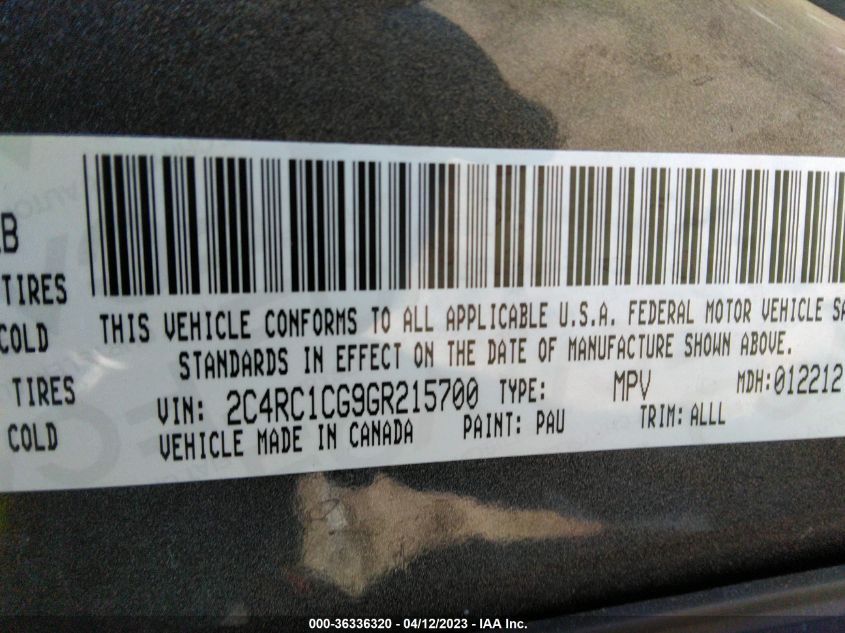 THIS VEHICLE CONFORMS TO ALL APPLICABLE U.S.A. FEDERAL MOTOR VEHICLE SA
STANDARDS IN EFFECT ON THE DATE OF MANUFACTURE SHOWN ABOVE.
VIN: 2C4RC1CG9GR215700 TYPE: MPV MDH:012212
VEHICLE MADE IN CANADA PAINT: PAU TRIM:ALLL
B
TIRES
COLD
TIRES
COLD
000-36336320 - 04/12/2023 - IAA Inc.